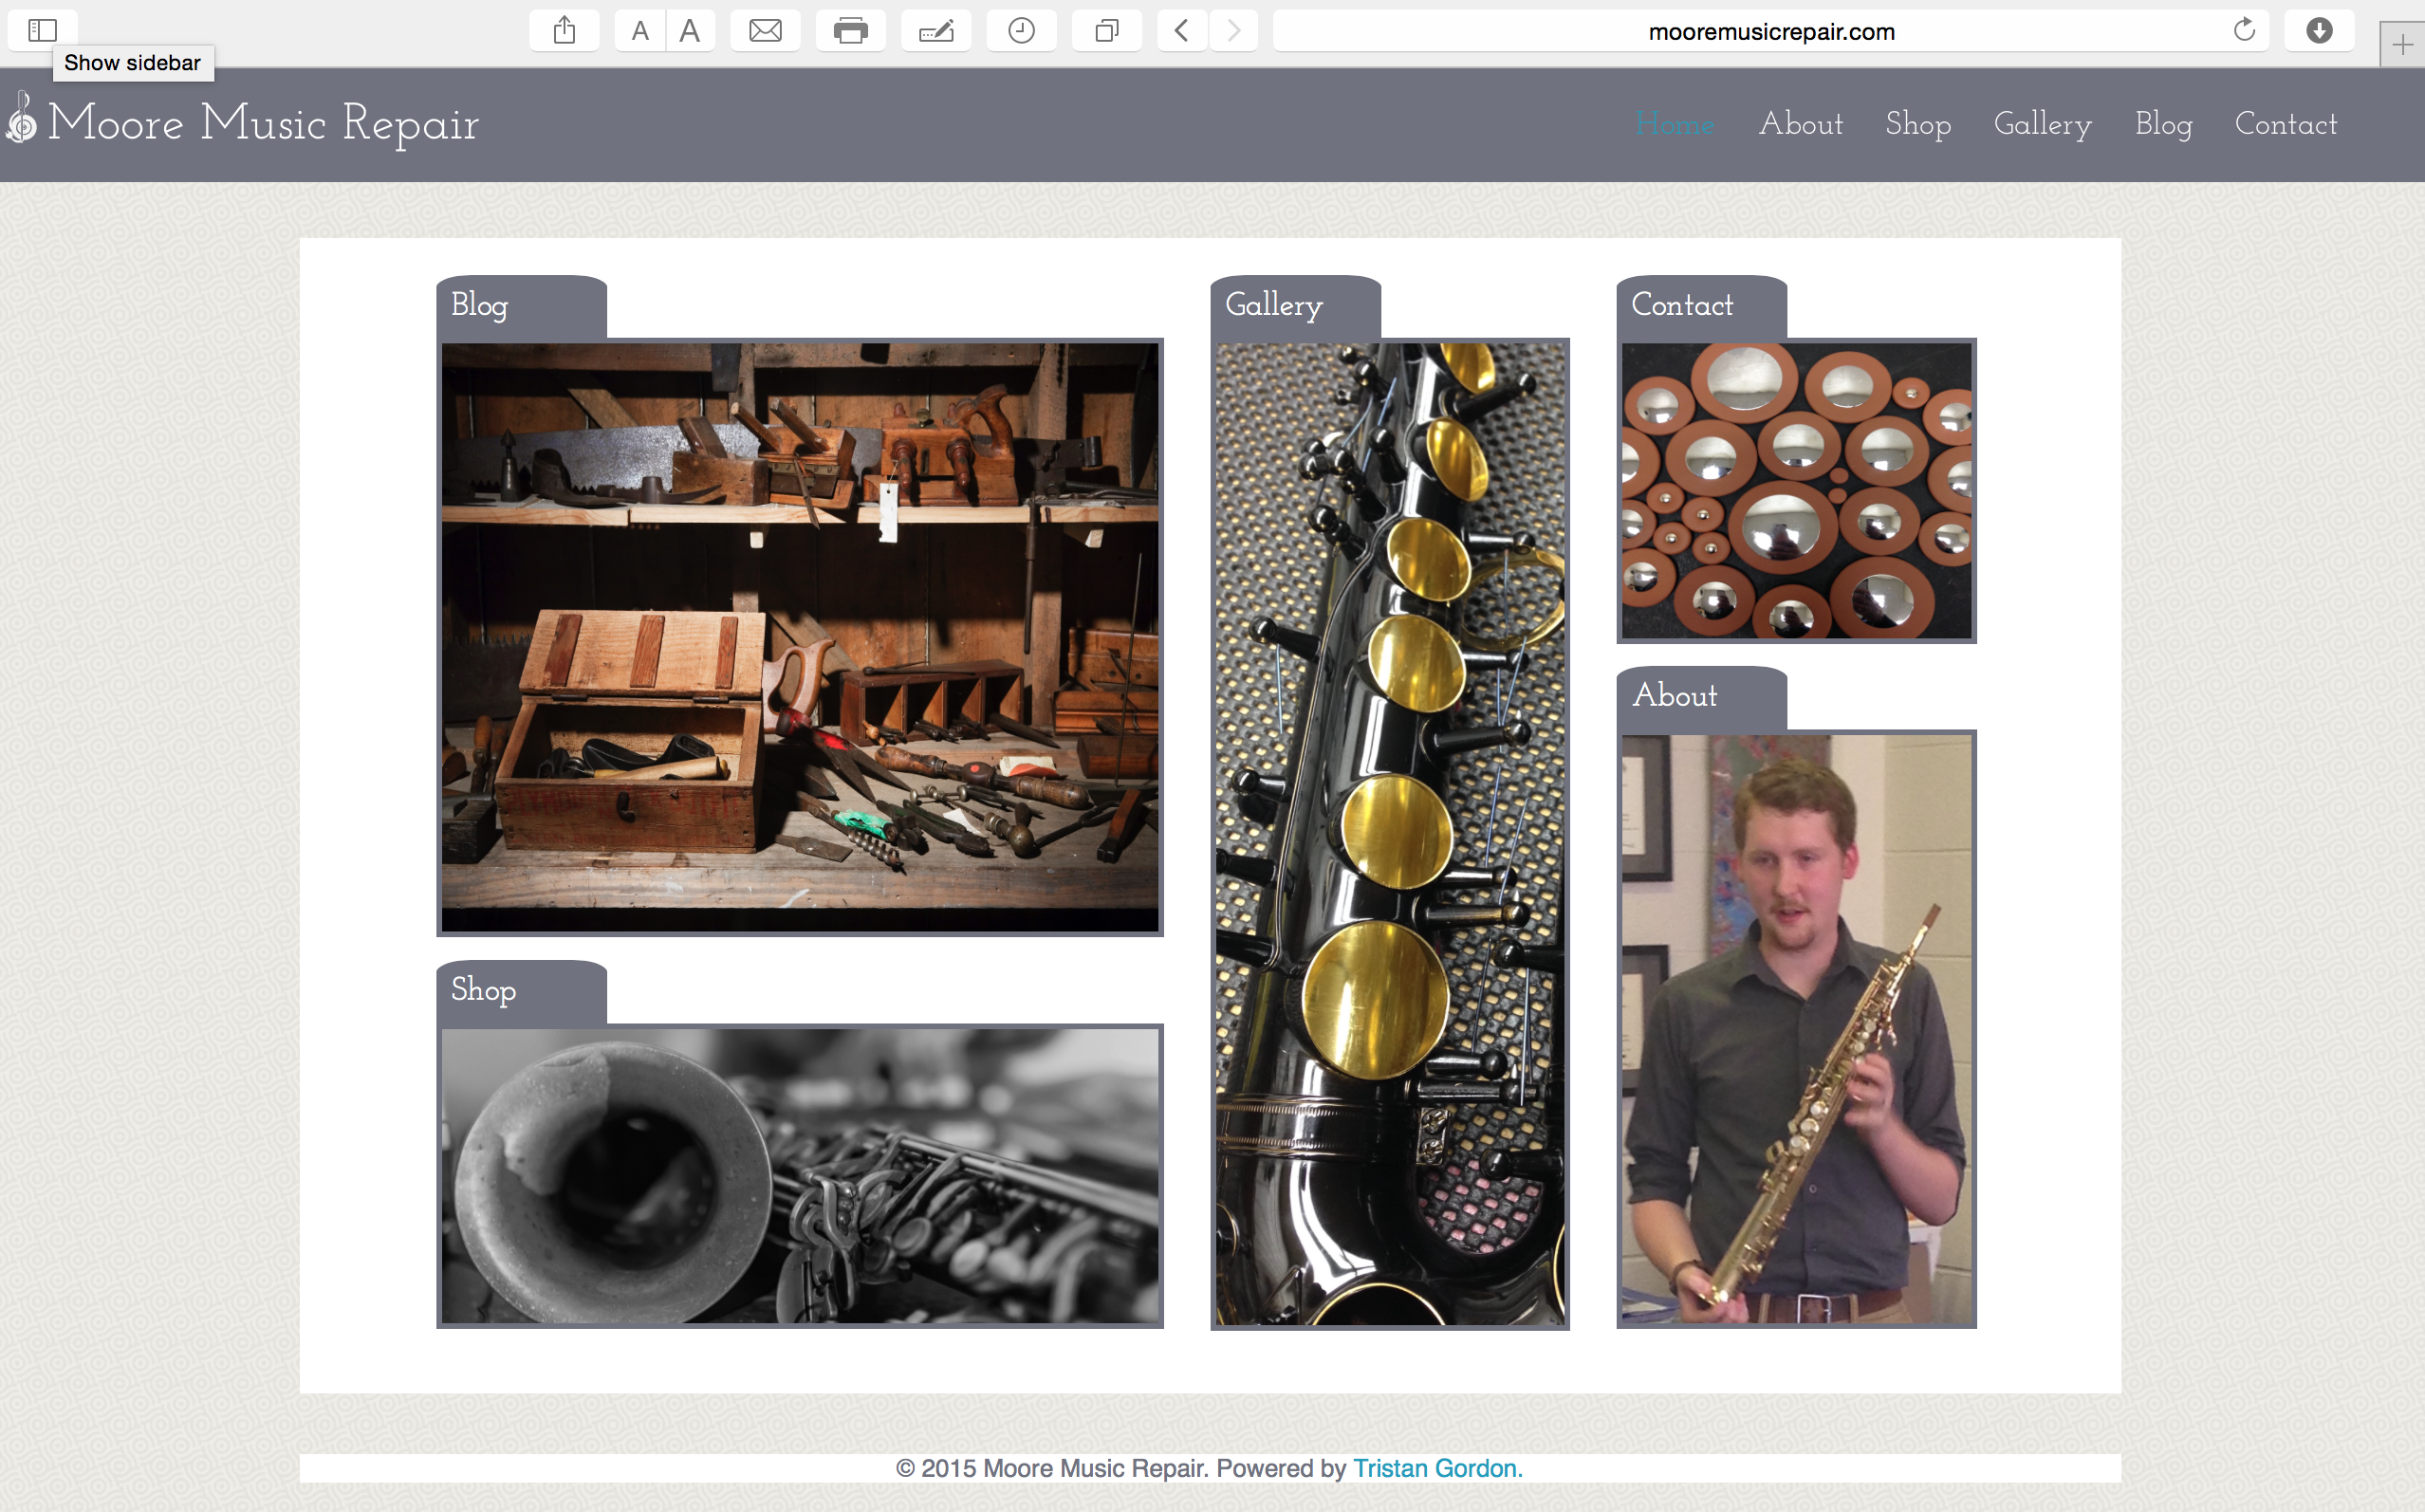 A A
mooremusicrepair.com
Show sidebar
Moore Music Repair
Home About Shop Gallery Blog Contact
Blog
Gallery
Contact
About
Shop
© 2015 Moore Music Repair. Powered by Tristan Gordon.